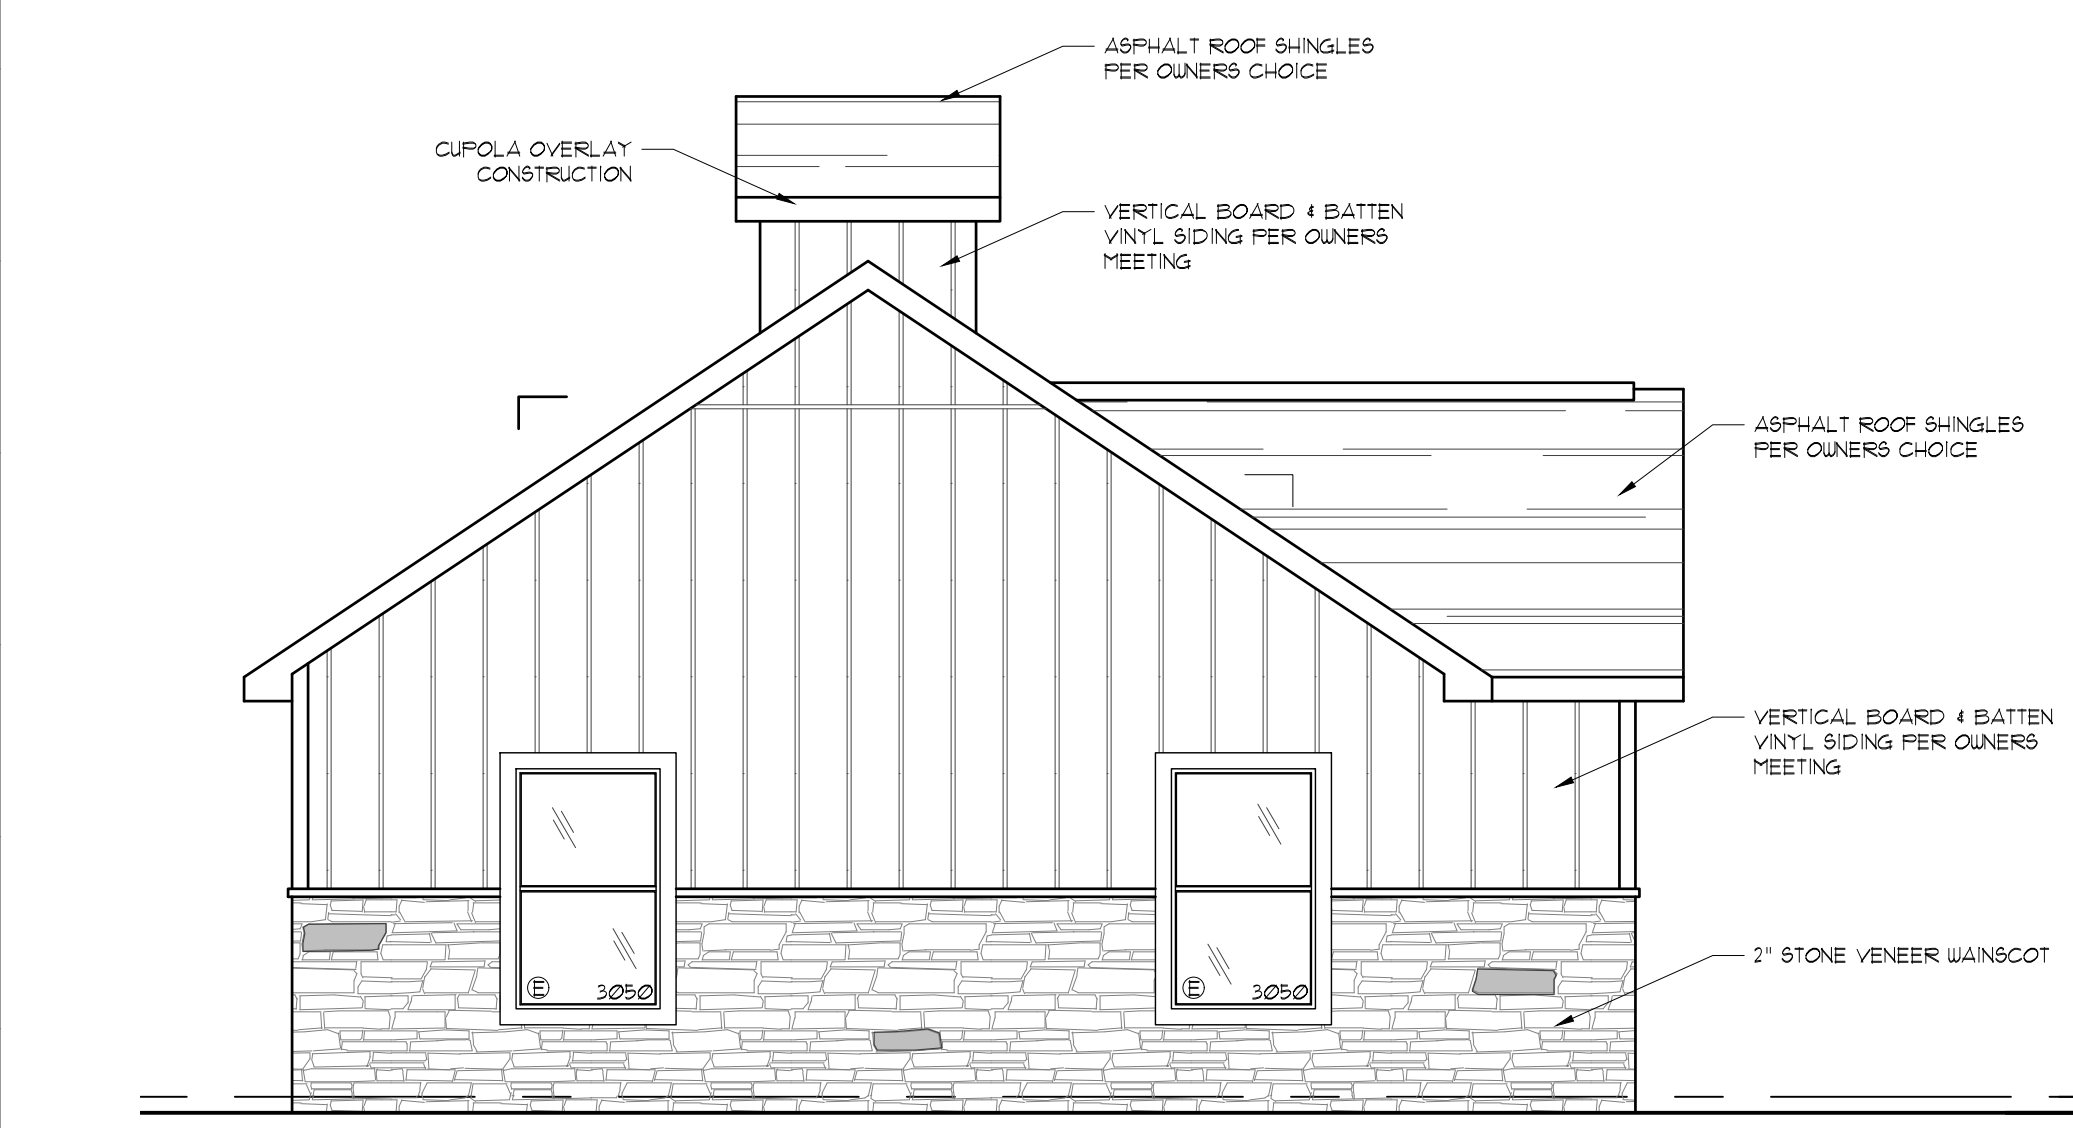 ASPHALT ROOF SHINGLES
PER OWNERS CHOICE
CUPOLA OVERLAY
CONSTRUCTION
VERTICAL BOARD & BATTEN
VINYL SIDING PER OWNERS
MEETING
ASPHALT ROOF SHINGLES
PER OWNERS CHOICE
VERTICAL BOARD & BATTEN
VINYL SIDING PER OWNERS
MEETING
2" STONE VENEER WAINSCOT
E 3050
E 3050